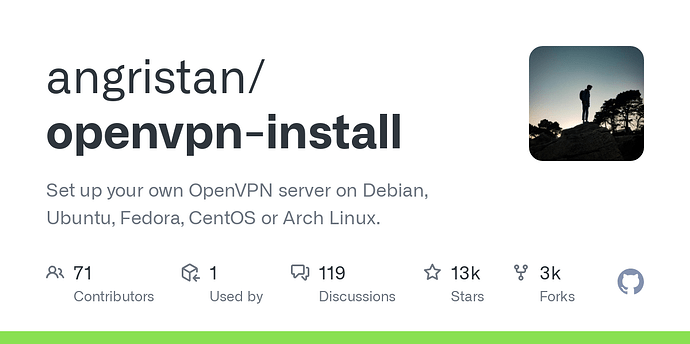 angristan/
openvpn-install
Set up your own OpenVPN server on Debian,
Ubuntu, Fedora, CentOS or Arch Linux.
71
Contributors
1
Used by
119
Discussions
13k
Stars
3k
Forks